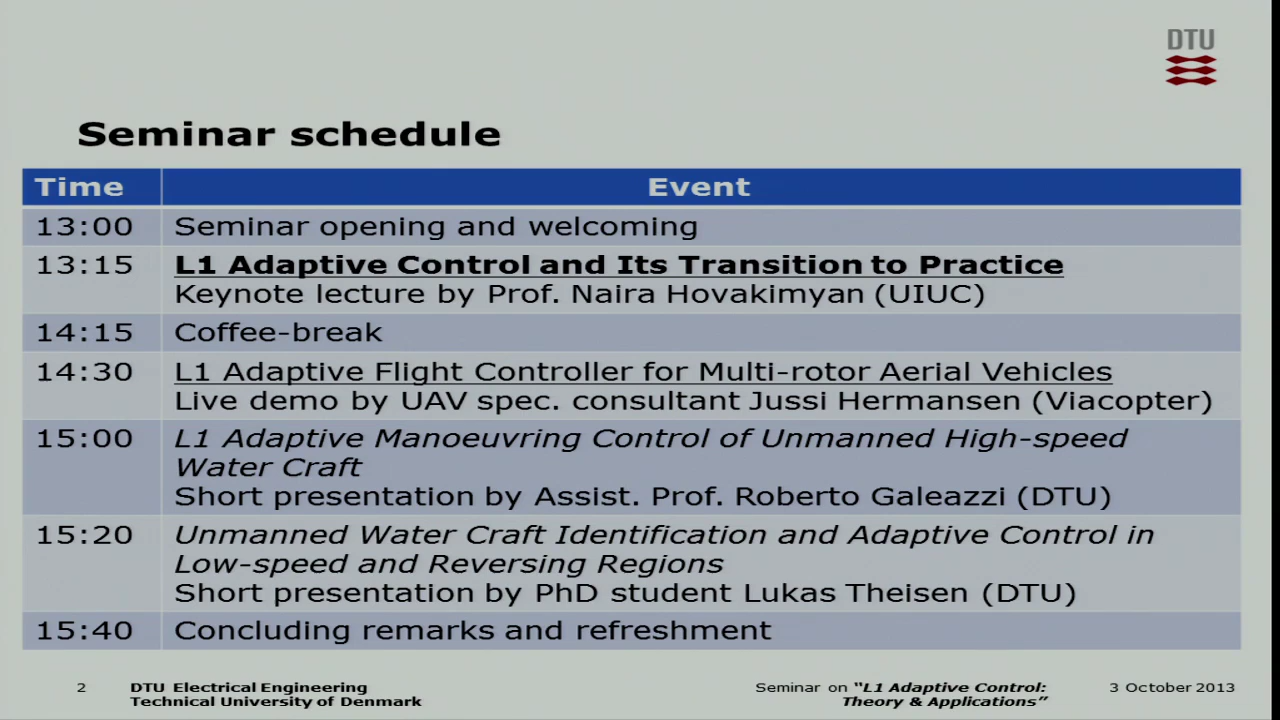 DTU
Seminar schedule
Time Event
13:00 Seminar opening and welcoming
13:15 L1 Adaptive Control and Its Transition to Practice
Keynote lecture by Prof. Naira Hovakimyan (UIUC)
14:15 Coffee-break
14:30 L1 Adaptive Flight Controller for Multi-rotor Aerial Vehicles
Live demo by UAV spec. consultant Jussi Hermansen (Viacopter)
15:00 L1 Adaptive Manoeuvring Control of Unmanned High-speed
Water Craft
Short presentation by Assist. Prof. Roberto Galeazzi (DTU)
15:20 Unmanned Water Craft Identification and Adaptive Control in
Low-speed and Reversing Regions
Short presentation by PhD student Lukas Theisen (DTU)
15:40 Concluding remarks and refreshment
2 DTU Electrical Engineering Seminar on “L1 Adaptive Control: 3 October 2013
Technical University of Denmark Theory & Applications”